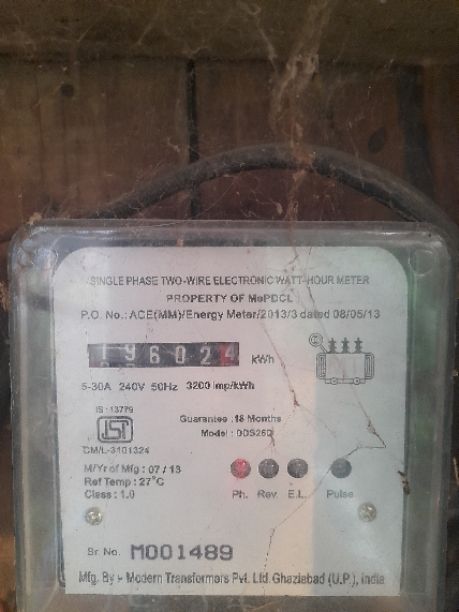 SINGLE PHASE TWO-WIRE ELECTRONIC WATT-HOUR METER
PROPERTY OF MePDCL
P.O. No.: ACE(MM)/Energy Meter/2013/3 dated 08/05/13
196024 kWh
5-30A 240V 50Hz 3200 Imp/kWh
IS : 13779
ISI
CM/L-3101324
Guarantee : 18 Months
Model : DDS26D
M/Yr of Mfg : 07 / 13
Ref Temp : 27°C
Class : 1.0
Ph. Rev. E.L. Pulse
Sr. No. M001489
Mfg. By :- Modern Transformers Pvt. Ltd. Ghaziabad (U.P.), India